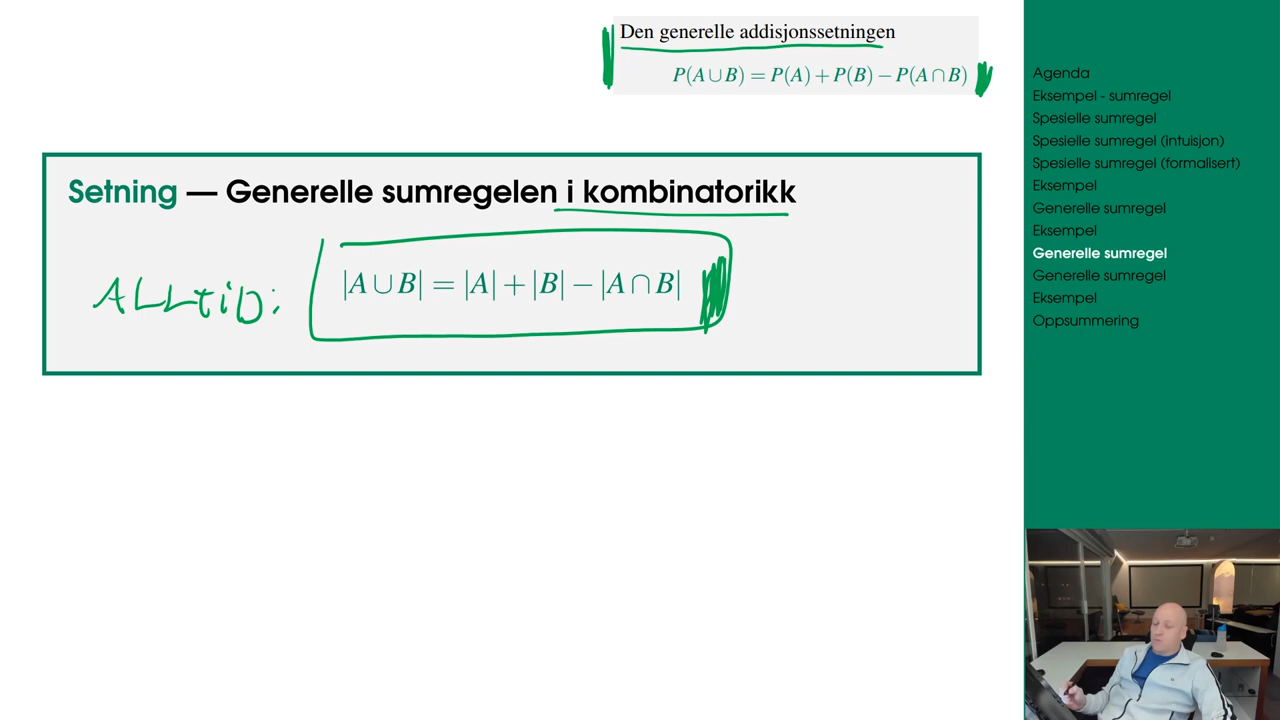 Den generelle addisjonssetningen
P(A ∪ B) = P(A) + P(B) − P(A ∩ B)
Setning — Generelle sumregelen i kombinatorikk
ALLtiD:
|A ∪ B| = |A| + |B| − |A ∩ B|
Agenda
Eksempel - sumregel
Spesielle sumregel
Spesielle sumregel (intuisjon)
Spesielle sumregel (formalisert)
Eksempel
Generelle sumregel
Eksempel
Generelle sumregel
Generelle sumregel
Eksempel
Oppsummering